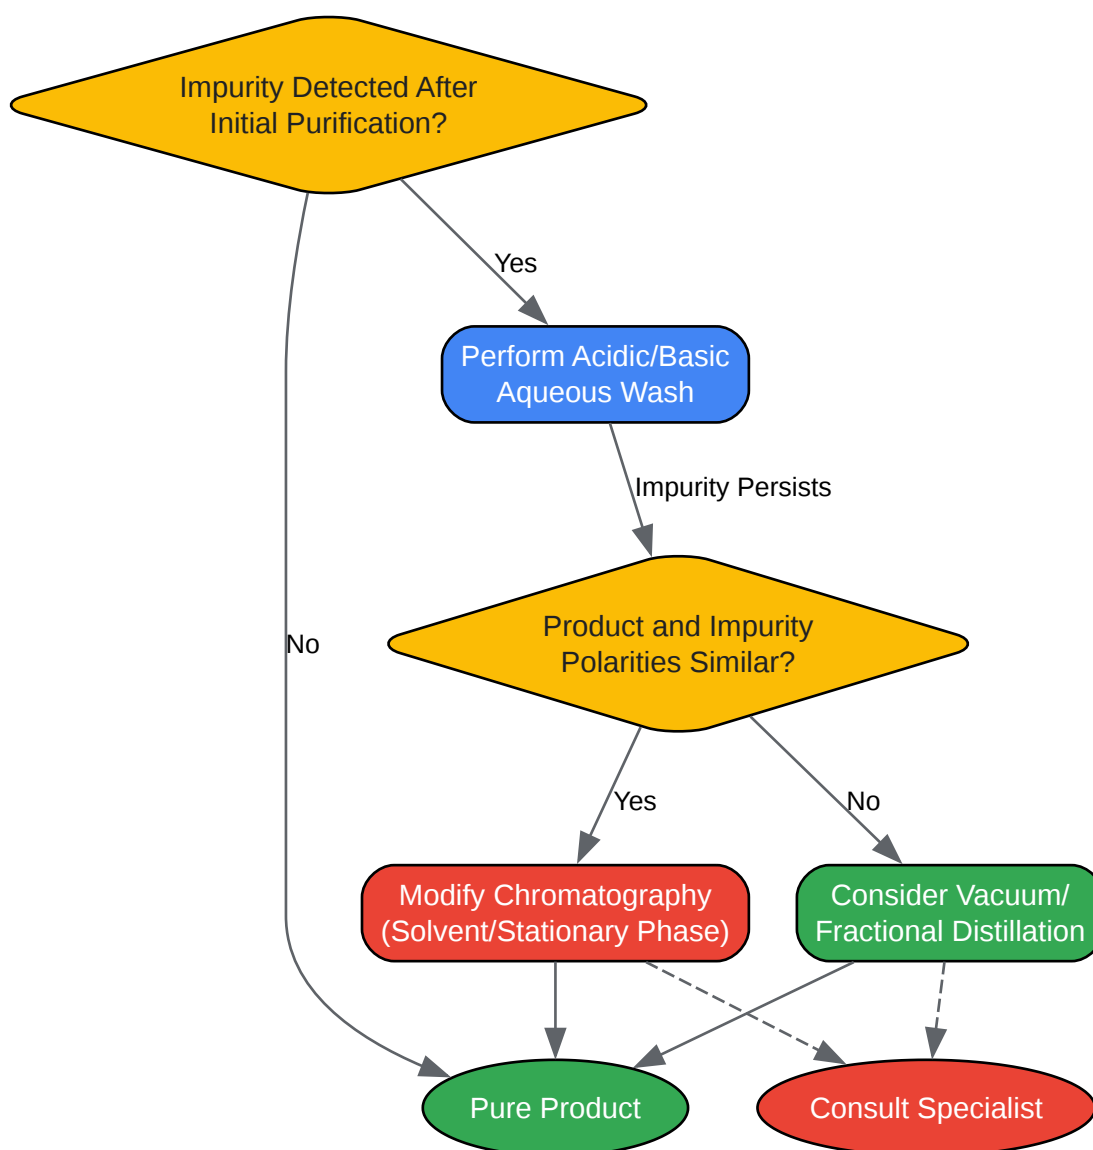 Impurity Detected After
Initial Purification?
Yes
Perform Acidic/Basic
Aqueous Wash
Impurity Persists
No
Product and Impurity
Polarities Similar?
Yes
No
Modify Chromatography
(Solvent/Stationary Phase)
Consider Vacuum/
Fractional Distillation
Pure Product
Consult Specialist